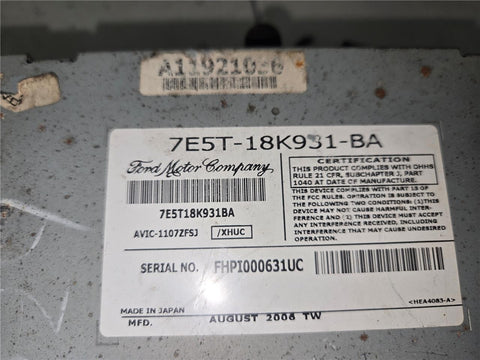 A11921036
7E5T-18K931-BA
Ford Motor Company
7E5T18K931BA
AVIC-1107ZFSJ /XHUC
CERTIFICATION
THIS PRODUCT COMPLIES WITH DHHS
RULE 21 CFR, SUBCHAPTER J, PART
1040 AT DATE OF MANUFACTURE.
THIS DEVICE COMPLIES WITH PART 15 OF
THE FCC RULES. OPERATION IS SUBJECT TO
THE FOLLOWING TWO CONDITIONS: (1)THIS
DEVICE MAY NOT CAUSE HARMFUL INTER-
FERENCE, AND (2)THIS DEVICE MUST ACCEPT
ANY INTERFERENCE RECEIVED, INCLUDING
INTERFERENCE THAT MAY CAUSE UNDESIRED
OPERATION.
SERIAL NO. FHPI000631UC
MADE IN JAPAN
MFD. AUGUST 2006 TW
<HEA4083-A>